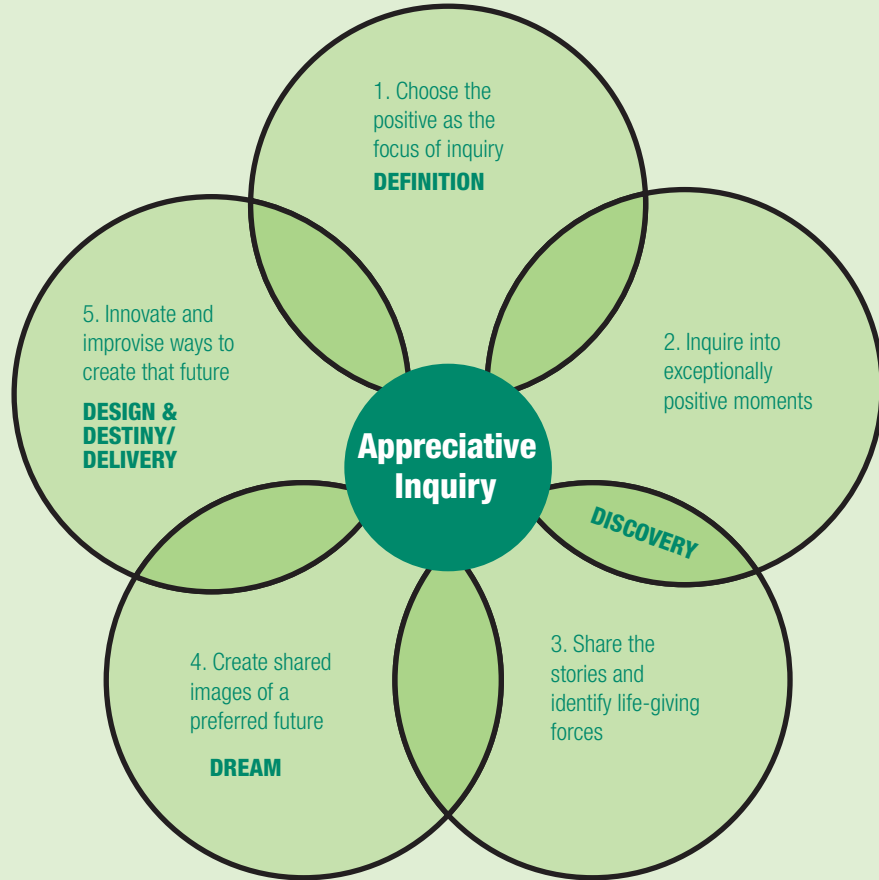 1. Choose the
positive as the
focus of inquiry
DEFINITION
2. Inquire into
exceptionally
positive moments
DISCOVERY
3. Share the
stories and
identify life-giving
forces
4. Create shared
images of a
preferred future
DREAM
5. Innovate and
improvise ways to
create that future
DESIGN &
DESTINY/
DELIVERY
Appreciative
Inquiry